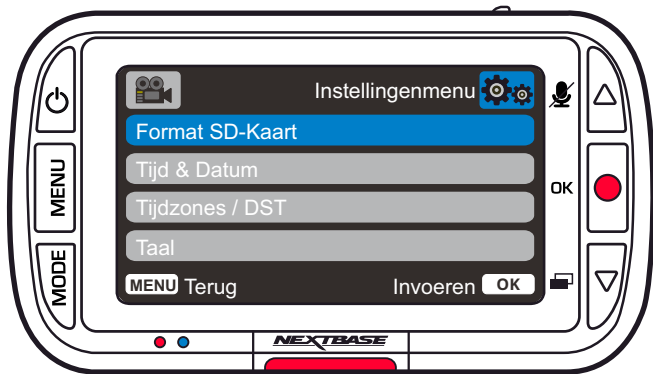 Instellingenmenu
Format SD-Kaart
Tijd & Datum
Tijdzones / DST
Taal
MENU Terug
Invoeren OK
MENU
MODE
OK
NEXTBASE